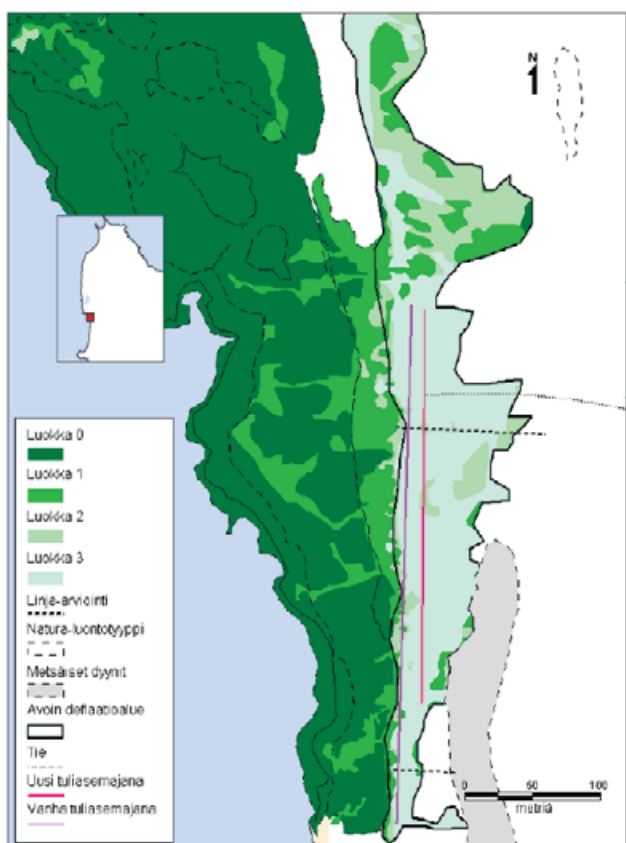 N
1
Luokka 0
Luokka 1
Luokka 2
Luokka 3
Linja-arviointi
Natura-luontotyyppi
Metsäiset dyynit
Avoin deflaatioalue
Tie
Uusi tuliasemajana
Vanha tuliasemajana
0 50 100
metriä